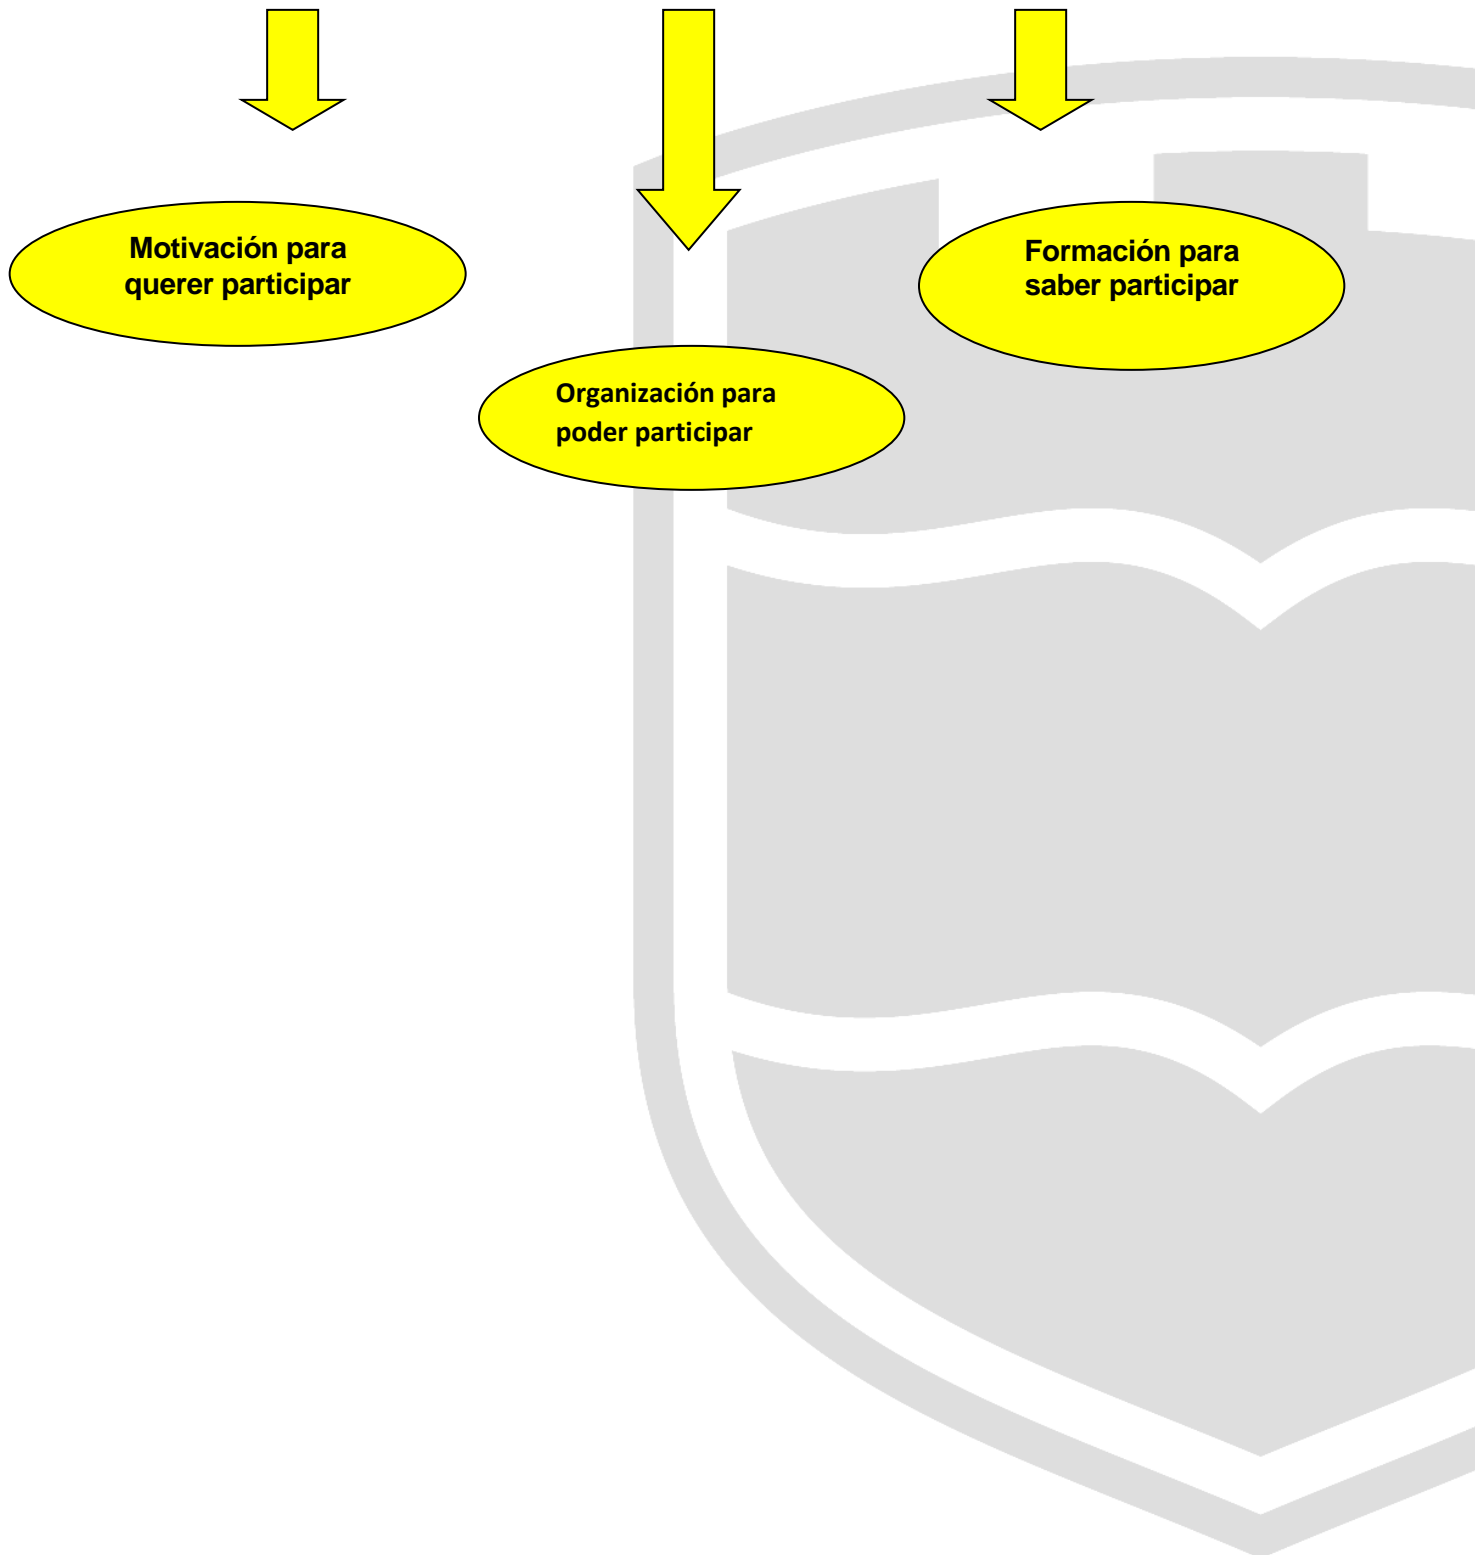 Motivación para
querer participar
Formación para
saber participar
Organización para
poder participar